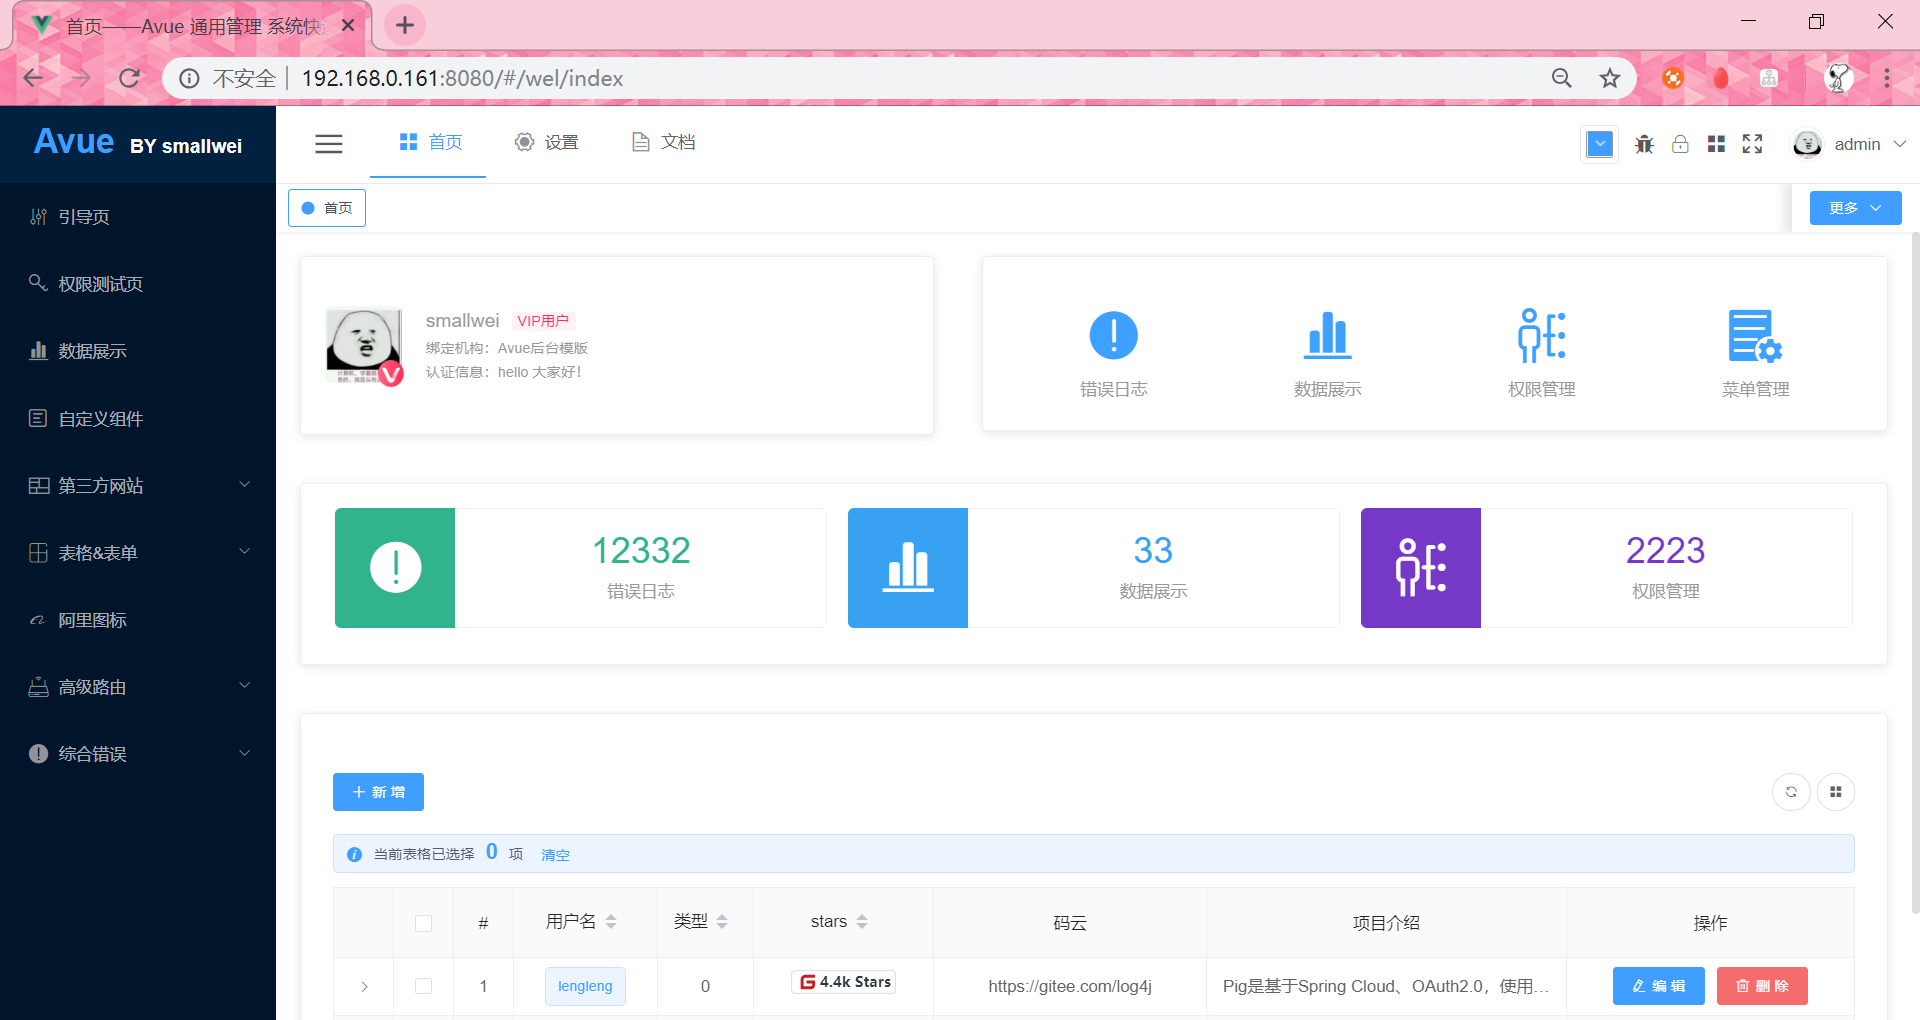 首页——Avue 通用管理 系统快
不安全 192.168.0.161:8080/#/wel/index
Avue BY smallwei
首页 设置 文档
admin
首页
更多
引导页
权限测试页
数据展示
自定义组件
第三方网站
表格&表单
阿里图标
高级路由
综合错误
smallwei VIP用户
绑定机构：Avue后台模版
认证信息：hello 大家好！
错误日志 数据展示 权限管理 菜单管理
12332
错误日志
33
数据展示
2223
权限管理
新 增
当前表格已选择 0 项 清空
# 用户名 类型 stars 码云 项目介绍 操作
1 lengleng 0 4.4k Stars https://gitee.com/log4j Pig是基于Spring Cloud、OAuth2.0，使用... 编 辑 删 除